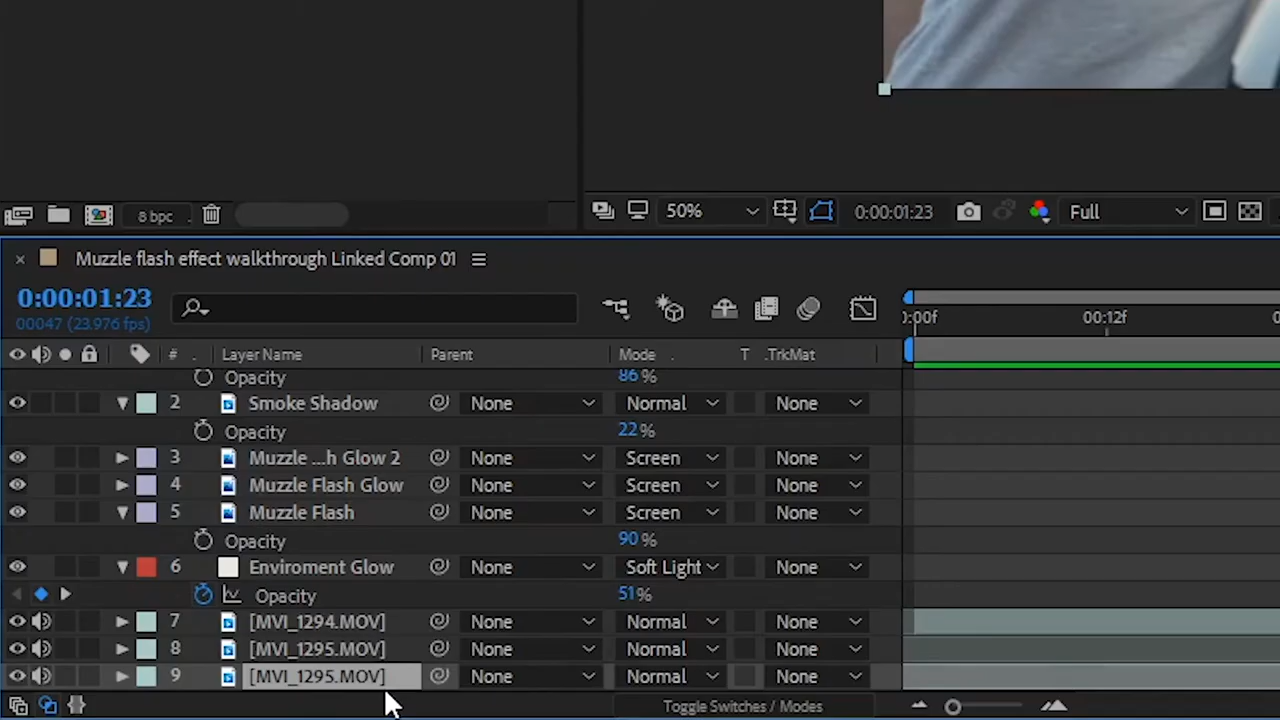 8 bpc
50%
0:00:01:23
Full
Muzzle flash effect walkthrough Linked Comp 01
0:00:01:23
00047 (23.976 fps)
):00f
00:12f
#
.
Layer Name
Parent
Mode
.
T
.TrkMat
Opacity
86 %
2
Smoke Shadow
None
Normal
None
Opacity
22 %
3
Muzzle ...h Glow 2
None
Screen
None
4
Muzzle Flash Glow
None
Screen
None
5
Muzzle Flash
None
Screen
None
Opacity
90 %
6
Enviroment Glow
None
Soft Light
None
Opacity
51%
7
[MVI_1294.MOV]
None
Normal
None
8
[MVI_1295.MOV]
None
Normal
None
9
[MVI_1295.MOV]
None
Normal
None
Toggle Switches / Modes